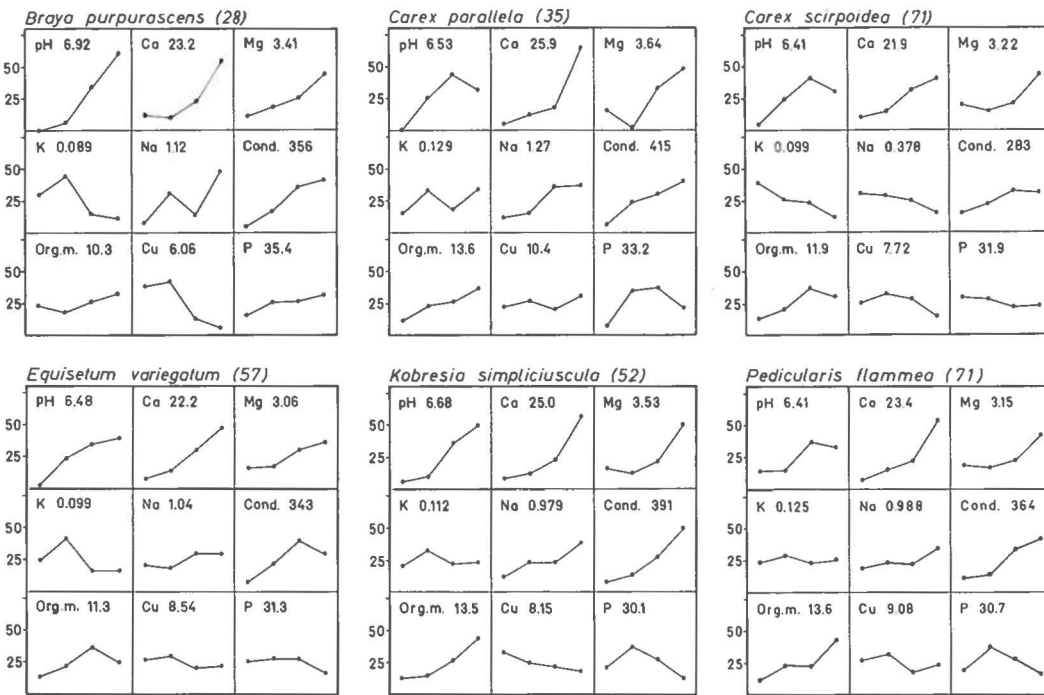 Braya purpurascens (28) Carex parallela (35) Carex scirpoidea (71)
pH 6.92 Ca 23.2 Mg 3.41 pH 6.53 Ca 25.9 Mg 3.64 pH 6.41 Ca 21.9 Mg 3.22
50 50 50
25 25 25
K 0.089 Na 1.12 Cond. 356 K 0.129 Na 1.27 Cond. 415 K 0.099 Na 0.378 Cond. 283
50 50 50
25 25 25
Org.m. 10.3 Cu 6.06 P 35.4 Org.m. 13.6 Cu 10.4 P 33.2 Org.m. 11.9 Cu 7.72 P 31.9
50 50 50
25 25 25
Equisetum variegatum (57) Kobresia simpliciuscula (52) Pedicularis flammea (71)
pH 6.48 Ca 22.2 Mg 3.06 pH 6.68 Ca 25.0 Mg 3.53 pH 6.41 Ca 23.4 Mg 3.15
50 50 50
25 25 25
K 0.099 Na 1.04 Cond. 343 K 0.112 Na 0.979 Cond. 391 K 0.125 Na 0.988 Cond. 364
50 50 50
25 25 25
Org.m. 11.3 Cu 8.54 P 31.3 Org.m. 13.5 Cu 8.15 P 30.1 Org.m. 13.6 Cu 9.08 P 30.7
50 50 50
25 25 25